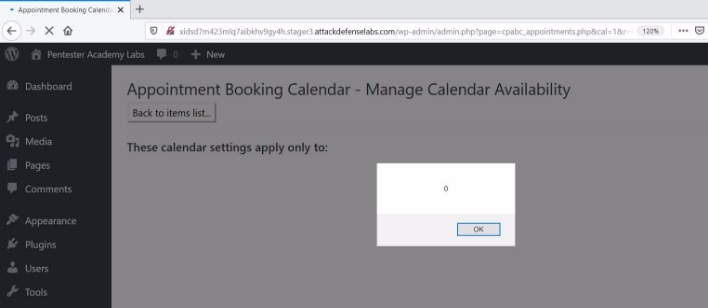 Appointment Booking Calenda
xidsd7m423mlq7aibkhv9gy4h.stager3.attackdefenselabs.com/wp-admin/admin.php?page=cpabc_appointments.php&cal=1&r= 120%
Pentester Academy Labs 0 + New
Dashboard
Appointment Booking Calendar - Manage Calendar Availability
Back to items list...
Posts
Media
These calendar settings apply only to:
Pages
0
Comments
OK
Appearance
Plugins
Users
Tools